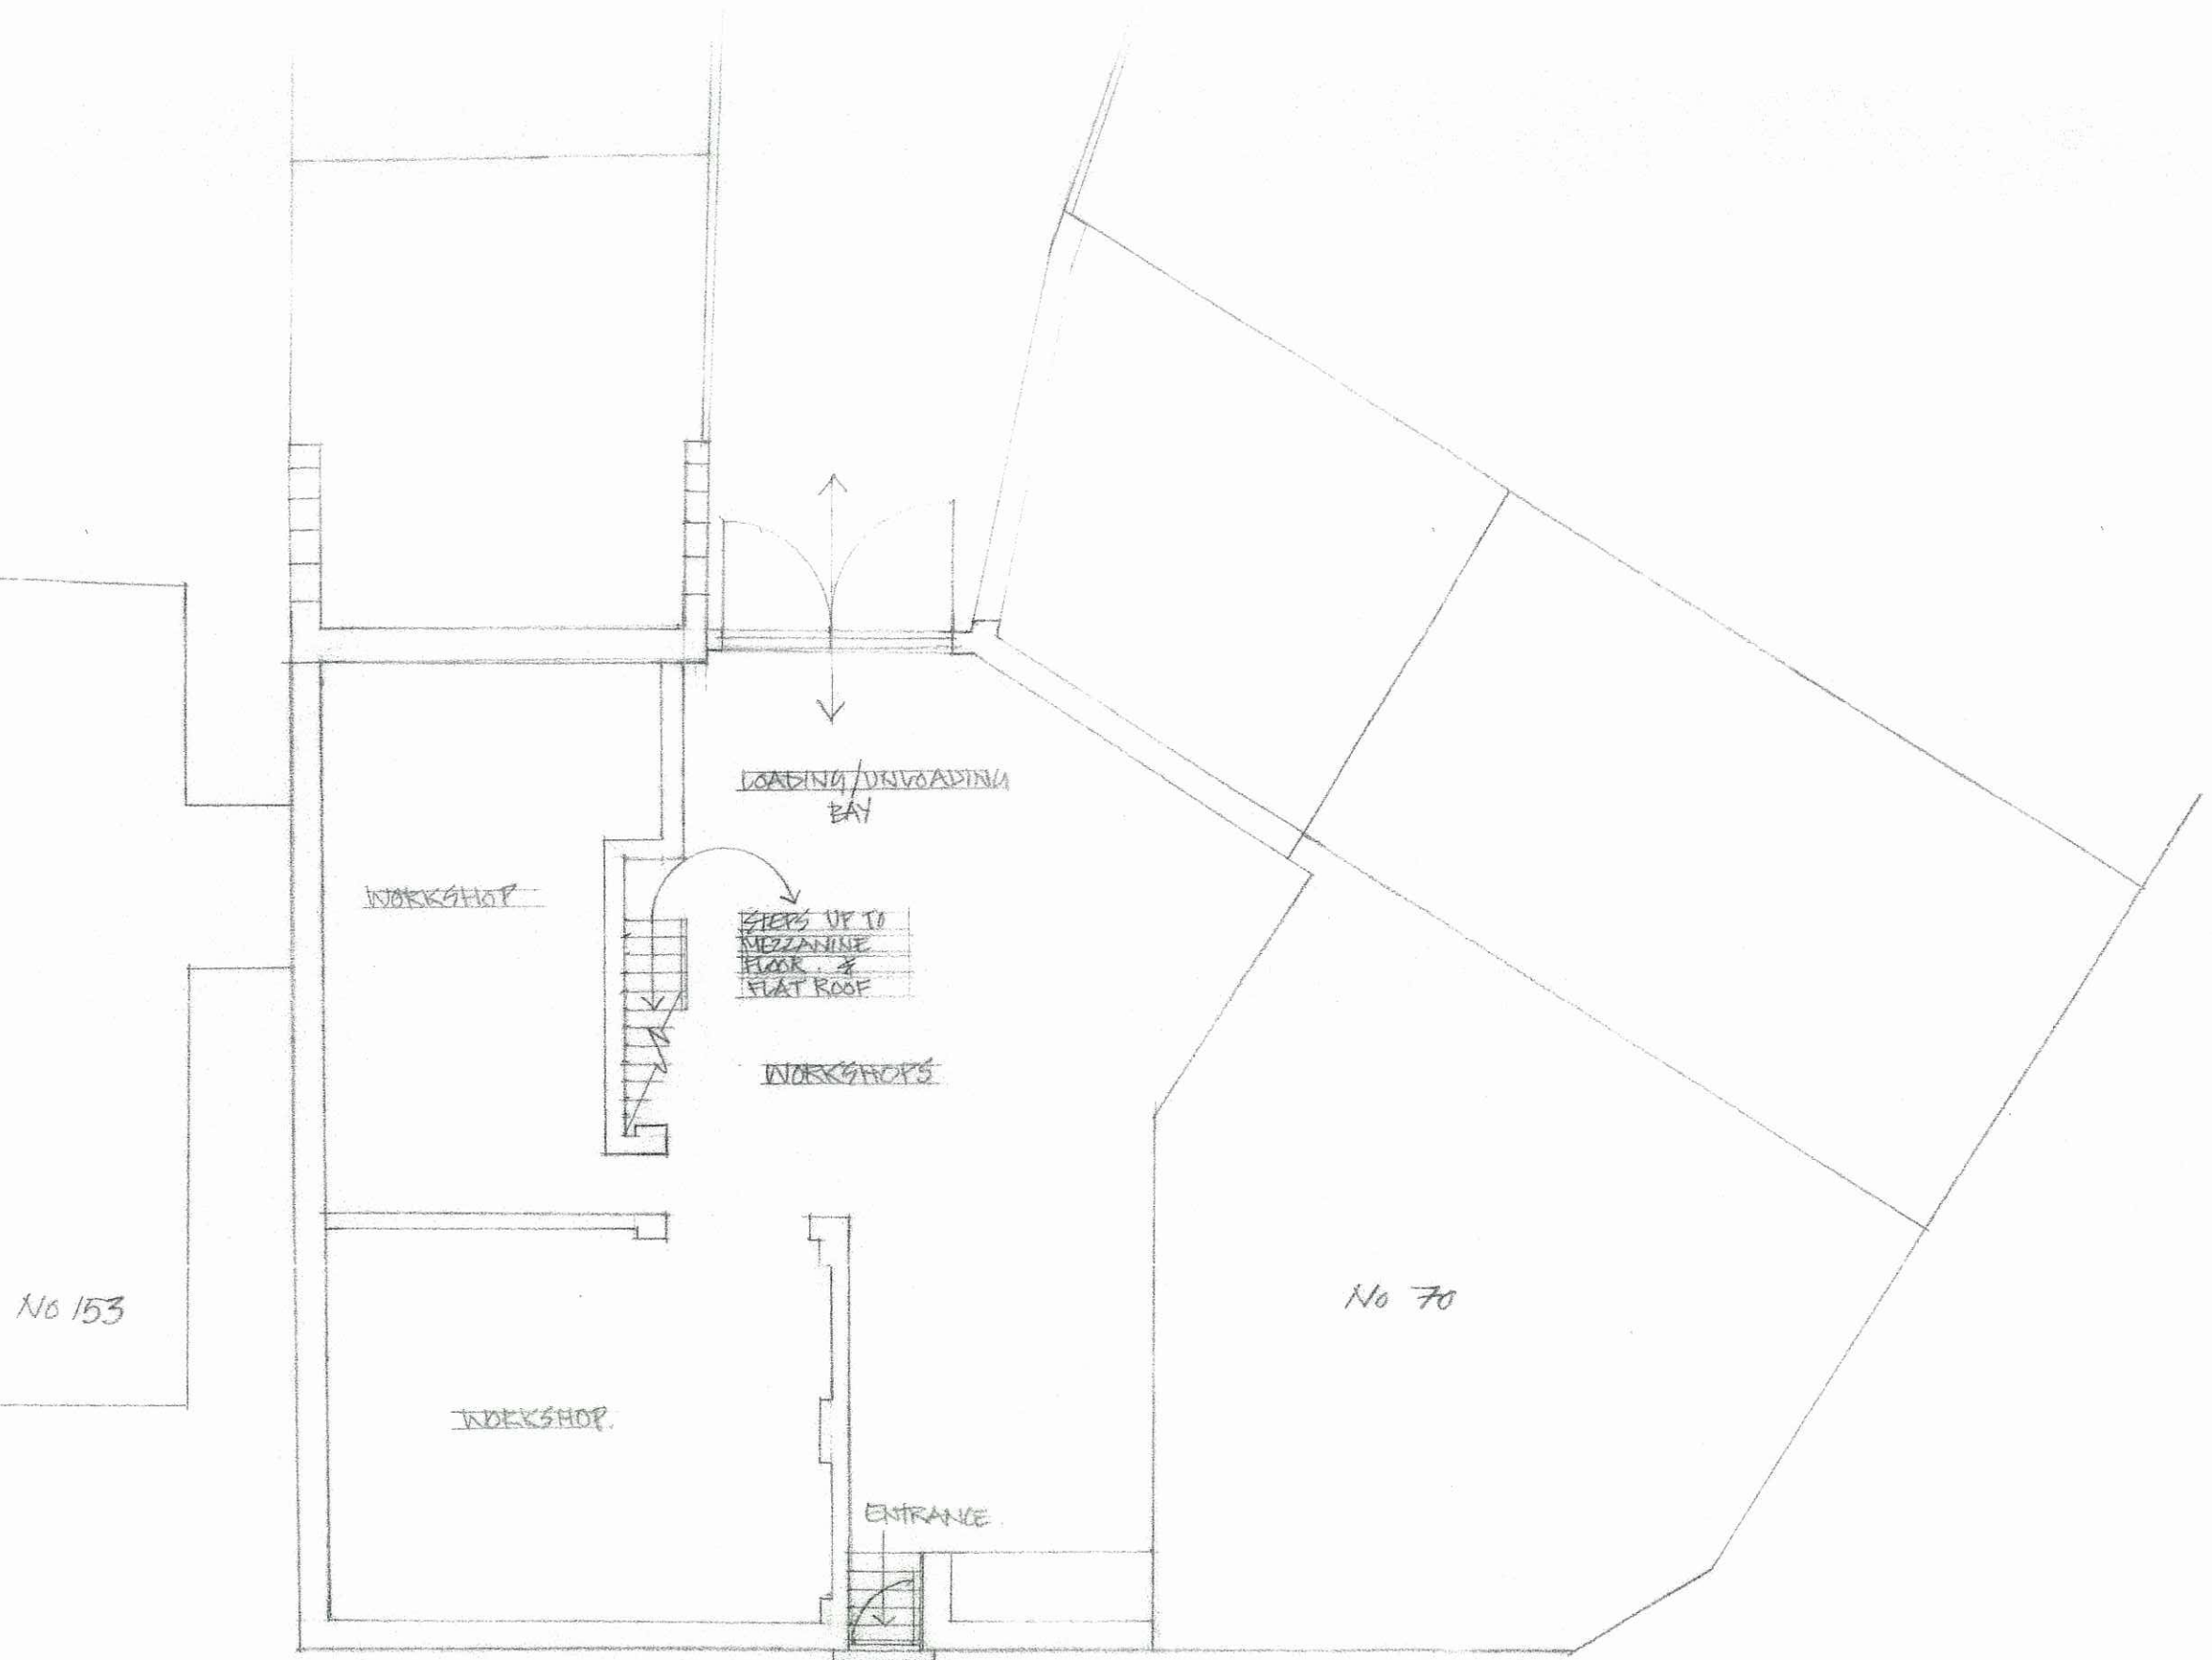 LOADING/UNLOADING
BAY
WORKSHOP
STEPS UP TO
MEZZANINE
FLOOR. &
FLAT ROOF
WORKSHOPS
No 153
No 70
WORKSHOP.
ENTRANCE.